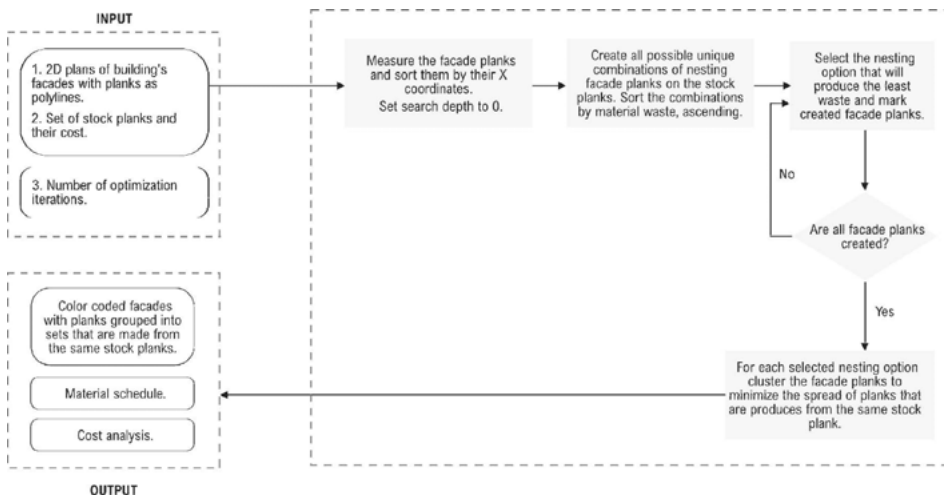 INPUT
1. 2D plans of building's
facades with planks as
polylines.
2. Set of stock planks and
their cost.
3. Number of optimization
iterations.
Measure the facade planks
and sort them by their X
coordinates.
Set search depth to 0.
Create all possible unique
combinations of nesting
facade planks on the stock
planks. Sort the combinations
by material waste, ascending.
Select the nesting
option that will
produce the least
waste and mark
created facade planks.
No
Are all facade planks
created?
Yes
For each selected nesting option
cluster the facade planks to
minimize the spread of planks that
are produces from the same stock
plank.
Color coded facades
with planks grouped into
sets that are made from
the same stock planks.
Material schedule.
Cost analysis.
OUTPUT